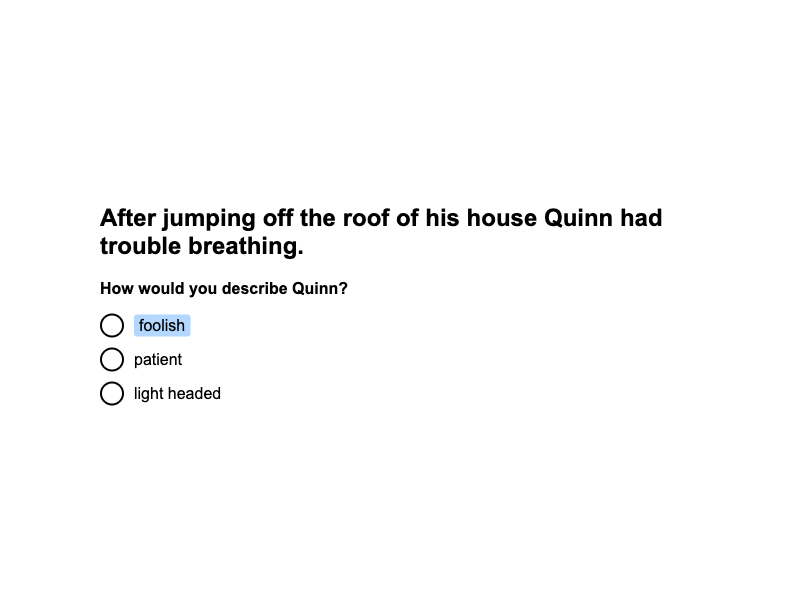 After jumping off the roof of his house Quinn had
trouble breathing.
How would you describe Quinn?
foolish
patient
light headed